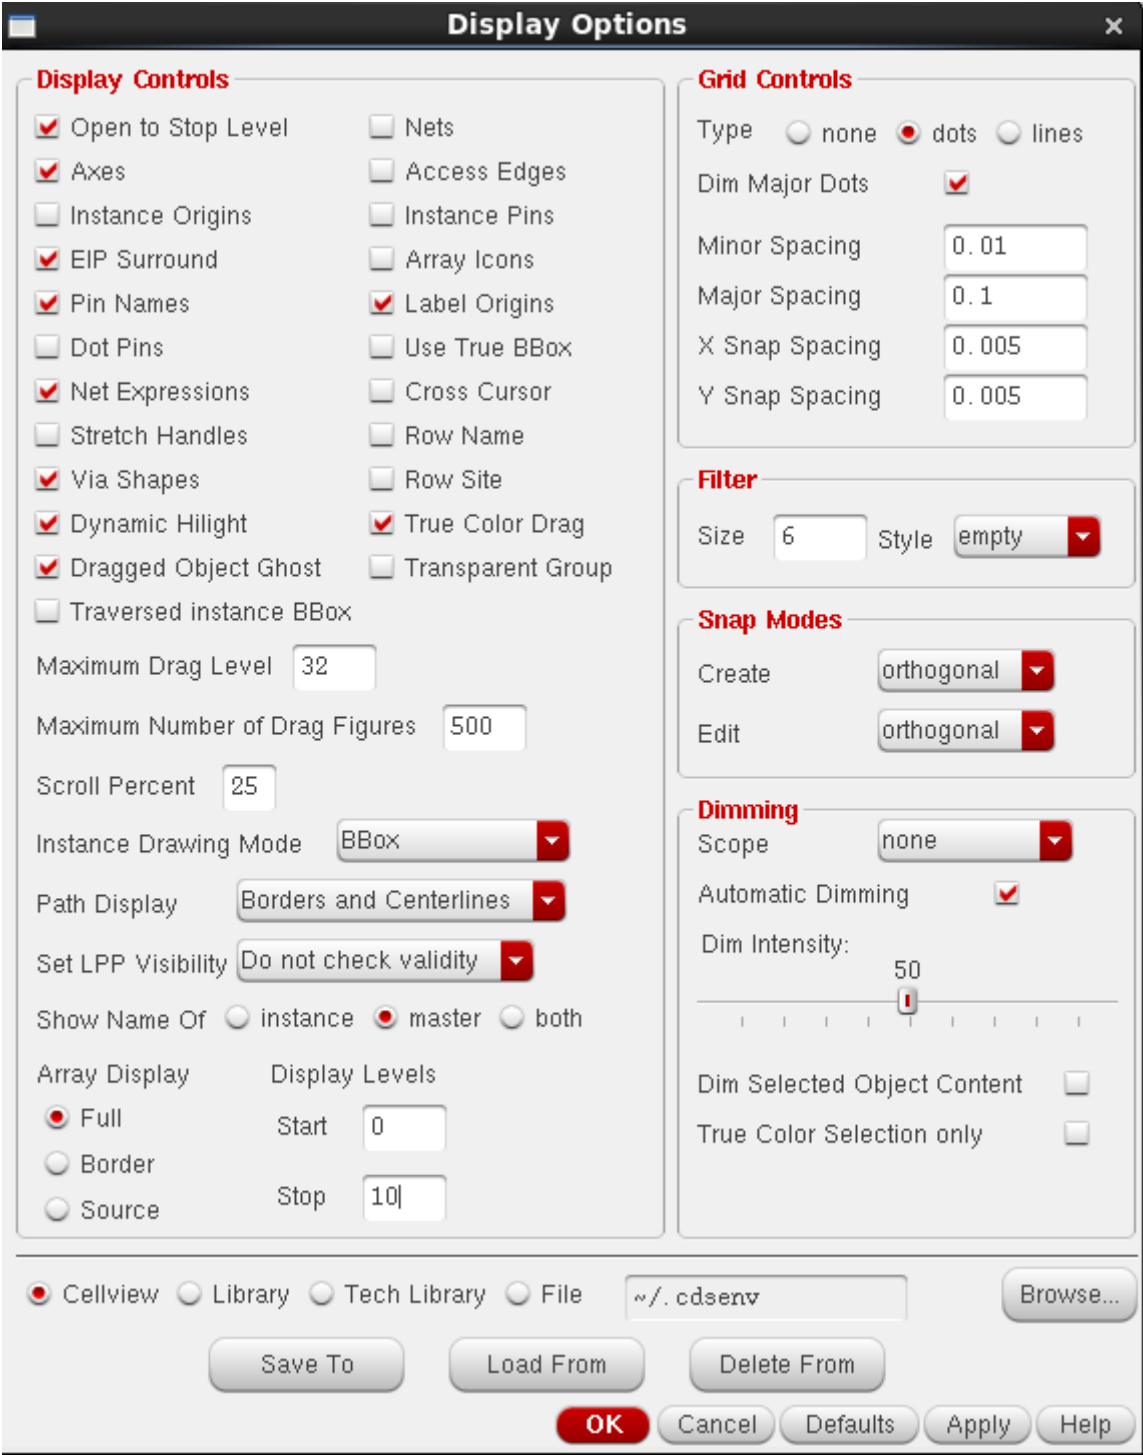 Display Options
Display Controls
Open to Stop Level Nets
Axes Access Edges
Instance Origins Instance Pins
EIP Surround Array Icons
Pin Names Label Origins
Dot Pins Use True BBox
Net Expressions Cross Cursor
Stretch Handles Row Name
Via Shapes Row Site
Dynamic Hilight True Color Drag
Dragged Object Ghost Transparent Group
Traversed instance BBox
Maximum Drag Level 32
Maximum Number of Drag Figures 500
Scroll Percent 25
Instance Drawing Mode BBox
Path Display Borders and Centerlines
Set LPP Visibility Do not check validity
Show Name Of instance master both
Array Display Display Levels
Full Start 0
Border
Source Stop 10
Grid Controls
Type none dots lines
Dim Major Dots
Minor Spacing 0.01
Major Spacing 0.1
X Snap Spacing 0.005
Y Snap Spacing 0.005
Filter
Size 6 Style empty
Snap Modes
Create orthogonal
Edit orthogonal
Dimming
Scope none
Automatic Dimming
Dim Intensity:
50
Dim Selected Object Content
True Color Selection only
Cellview Library Tech Library File ~/.cdsenv Browse...
Save To Load From Delete From
OK Cancel Defaults Apply Help